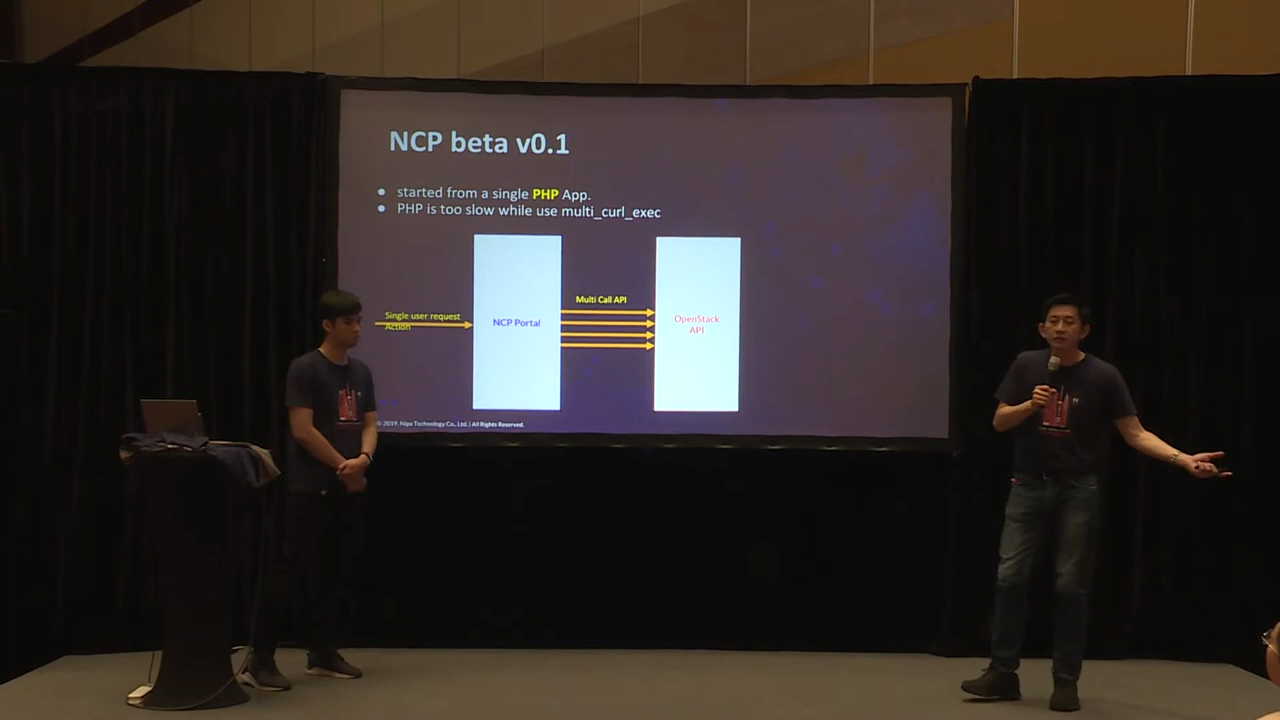 NCP beta v0.1
● started from a single PHP App.
● PHP is too slow while use multi_curl_exec
Multi Call API
Single user request
Action
NCP Portal
OpenStack
API
© 2019, Nipa Technology Co., Ltd. | All Rights Reserved.